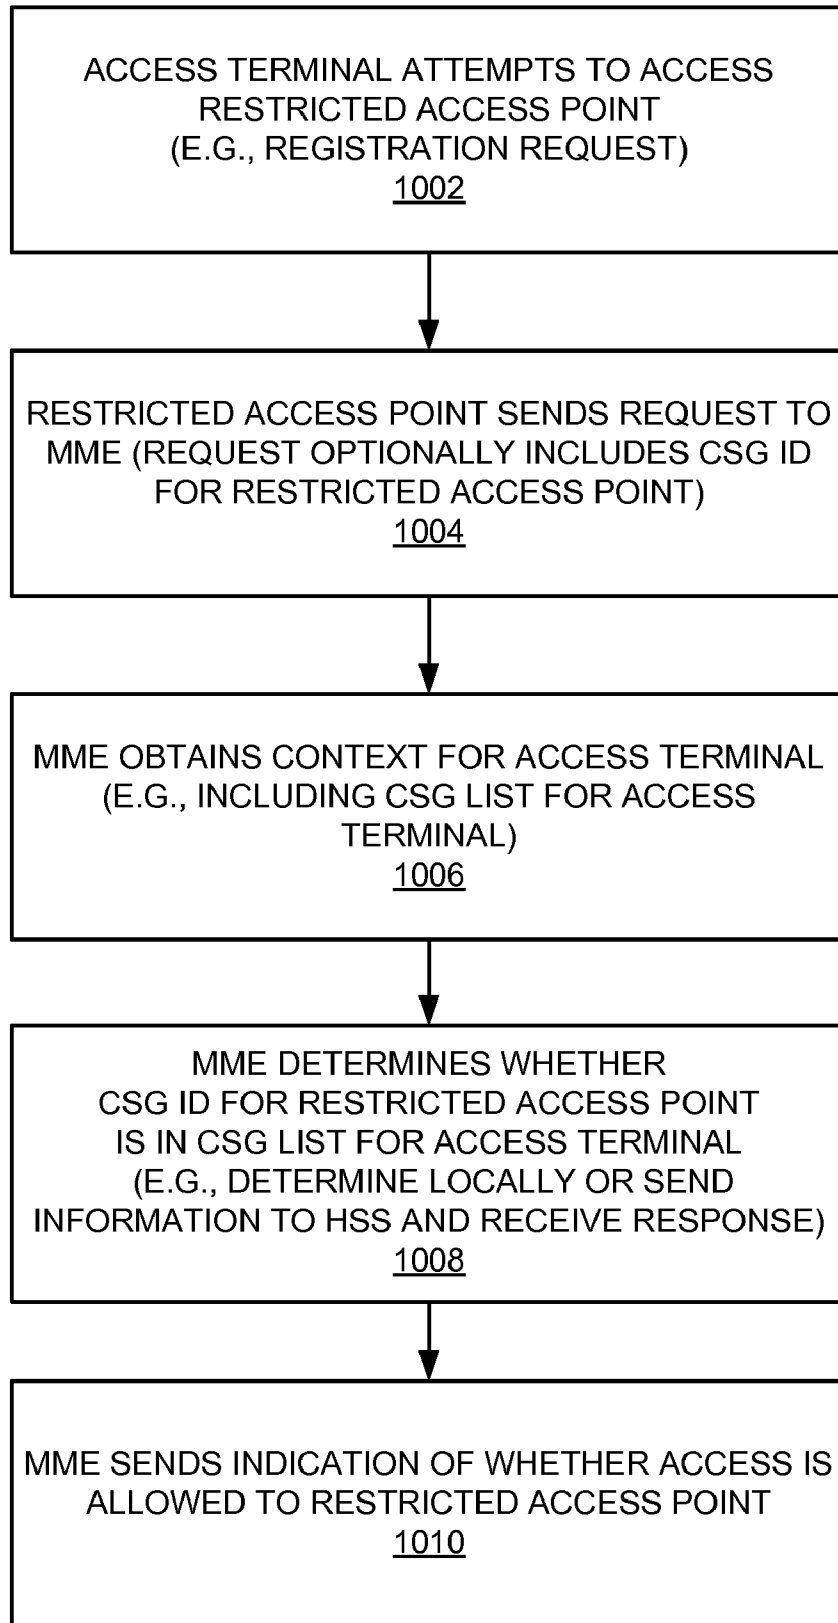 ACCESS TERMINAL ATTEMPTS TO ACCESS
RESTRICTED ACCESS POINT
(E.G., REGISTRATION REQUEST)
1002
RESTRICTED ACCESS POINT SENDS REQUEST TO
MME (REQUEST OPTIONALLY INCLUDES CSG ID
FOR RESTRICTED ACCESS POINT)
1004
MME OBTAINS CONTEXT FOR ACCESS TERMINAL
(E.G., INCLUDING CSG LIST FOR ACCESS
TERMINAL)
1006
MME DETERMINES WHETHER
CSG ID FOR RESTRICTED ACCESS POINT
IS IN CSG LIST FOR ACCESS TERMINAL
(E.G., DETERMINE LOCALLY OR SEND
INFORMATION TO HSS AND RECEIVE RESPONSE)
1008
MME SENDS INDICATION OF WHETHER ACCESS IS
ALLOWED TO RESTRICTED ACCESS POINT
1010